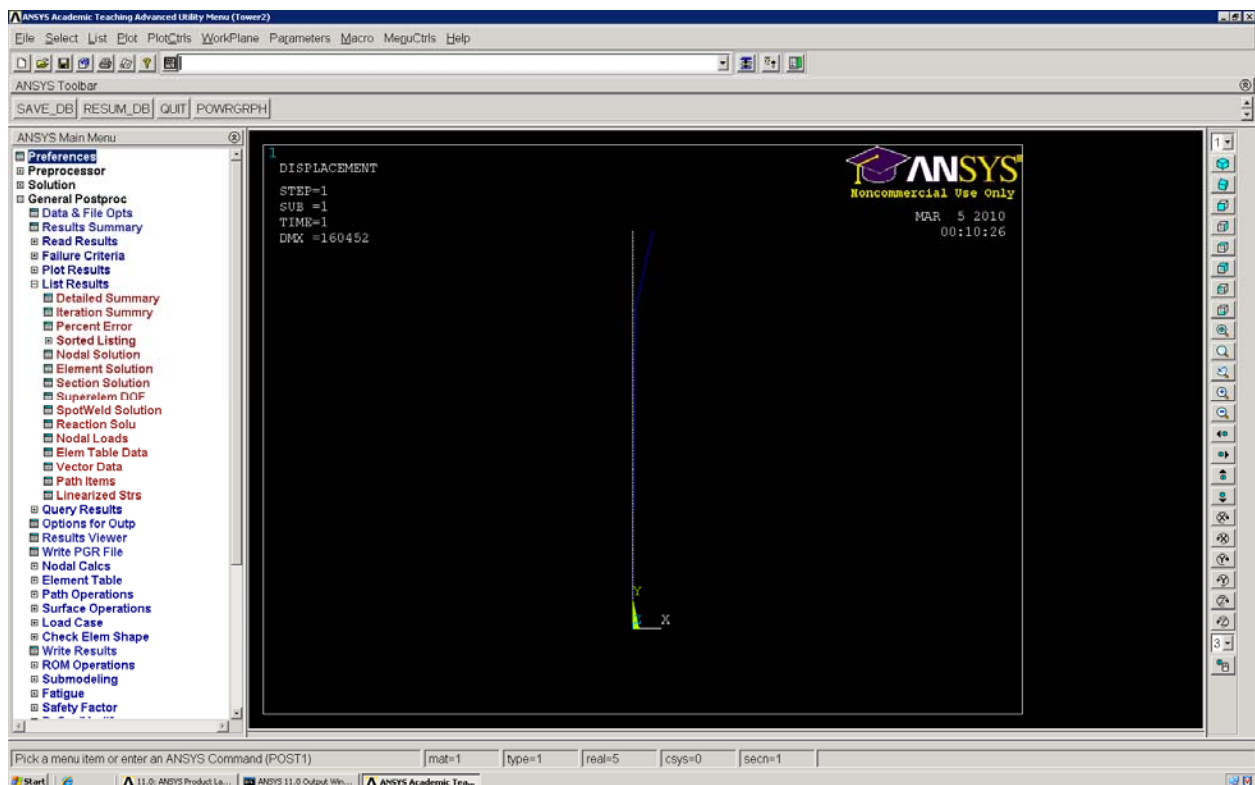 ANSYS Academic Teaching Advanced Utility Menu (Tower2)
File Select List Plot PlotCtrls WorkPlane Parameters Macro MenuCtrls Help
ANSYS Toolbar
SAVE_DB RESUM_DB QUIT POWRGRPH
ANSYS Main Menu
Preferences
Preprocessor
Solution
General Postproc
Data & File Opts
Results Summary
Read Results
Failure Criteria
Plot Results
List Results
Detailed Summary
Iteration Summry
Percent Error
Sorted Listing
Nodal Solution
Element Solution
Section Solution
Superelem DOF
SpotWeld Solution
Reaction Solu
Nodal Loads
Elem Table Data
Vector Data
Path Items
Linearized Strs
Query Results
Options for Outp
Results Viewer
Write PGR File
Nodal Calcs
Element Table
Path Operations
Surface Operations
Load Case
Check Elem Shape
Write Results
ROM Operations
Submodeling
Fatigue
Safety Factor
1
DISPLACEMENT
STEP=1
SUB =1
TIME=1
DMX =160452
ANSYS
Noncommercial Use Only
MAR 5 2010
00:10:26
Y
X
1
3
Pick a menu item or enter an ANSYS Command (POST1) mat=1 type=1 real=5 csys=0 secn=1
Start 11.0: ANSYS Product La... ANSYS 11.0 Output Win... ANSYS Academic Tea...